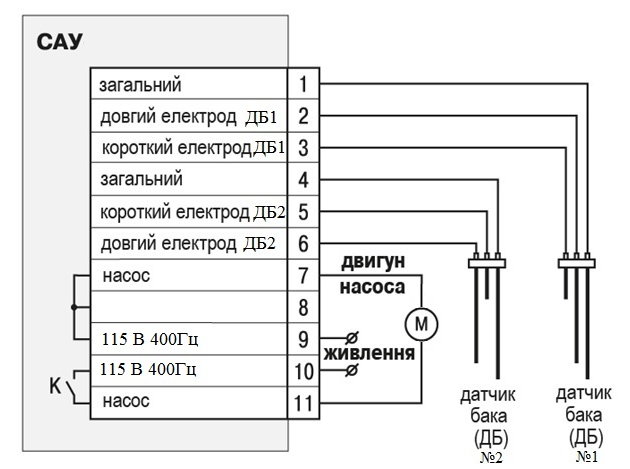 САУ
загальний 1
довгий електрод ДБ1 2
короткий електрод ДБ1 3
загальний 4
короткий електрод ДБ2 5
довгий електрод ДБ2 6
насос 7
8
115 В 400Гц 9
115 В 400Гц 10
насос 11
К
двигун
насоса
М
живлення
датчик
бака
(ДБ)
№2
датчик
бака
(ДБ)
№1